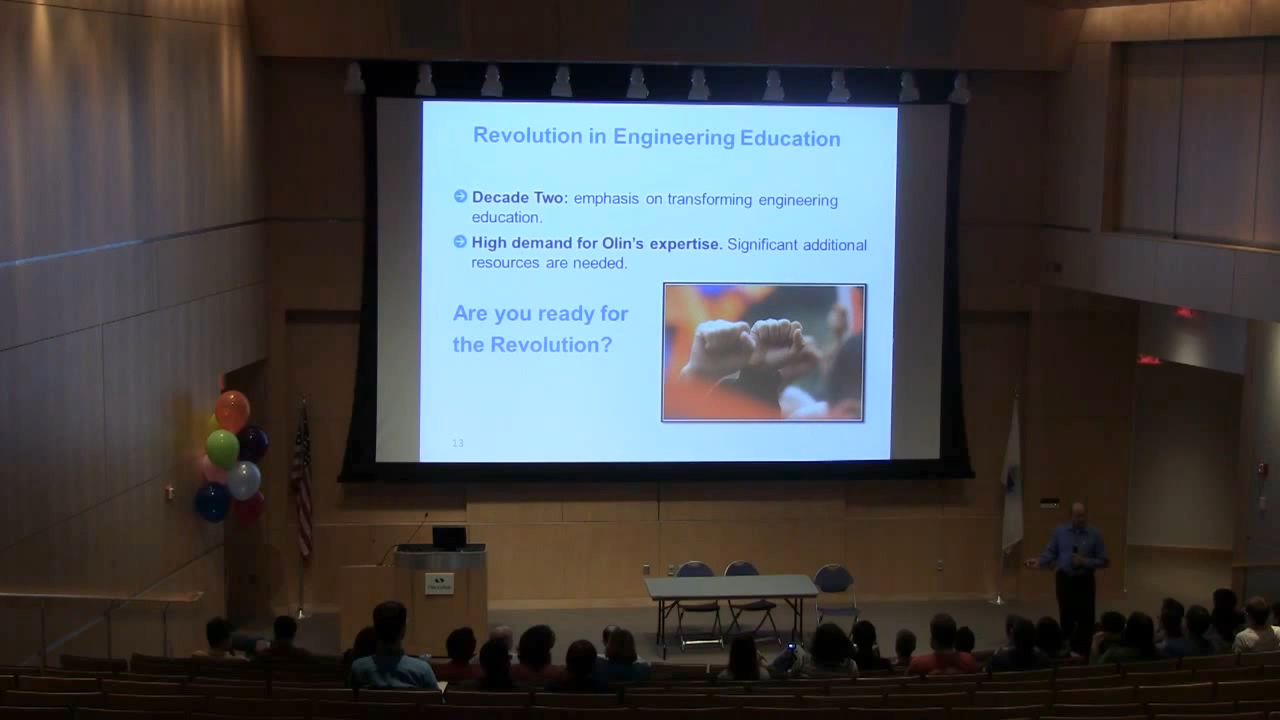 Revolution in Engineering Education
Decade Two: emphasis on transforming engineering
education.
High demand for Olin's expertise. Significant additional
resources are needed.
Are you ready for
the Revolution?
13